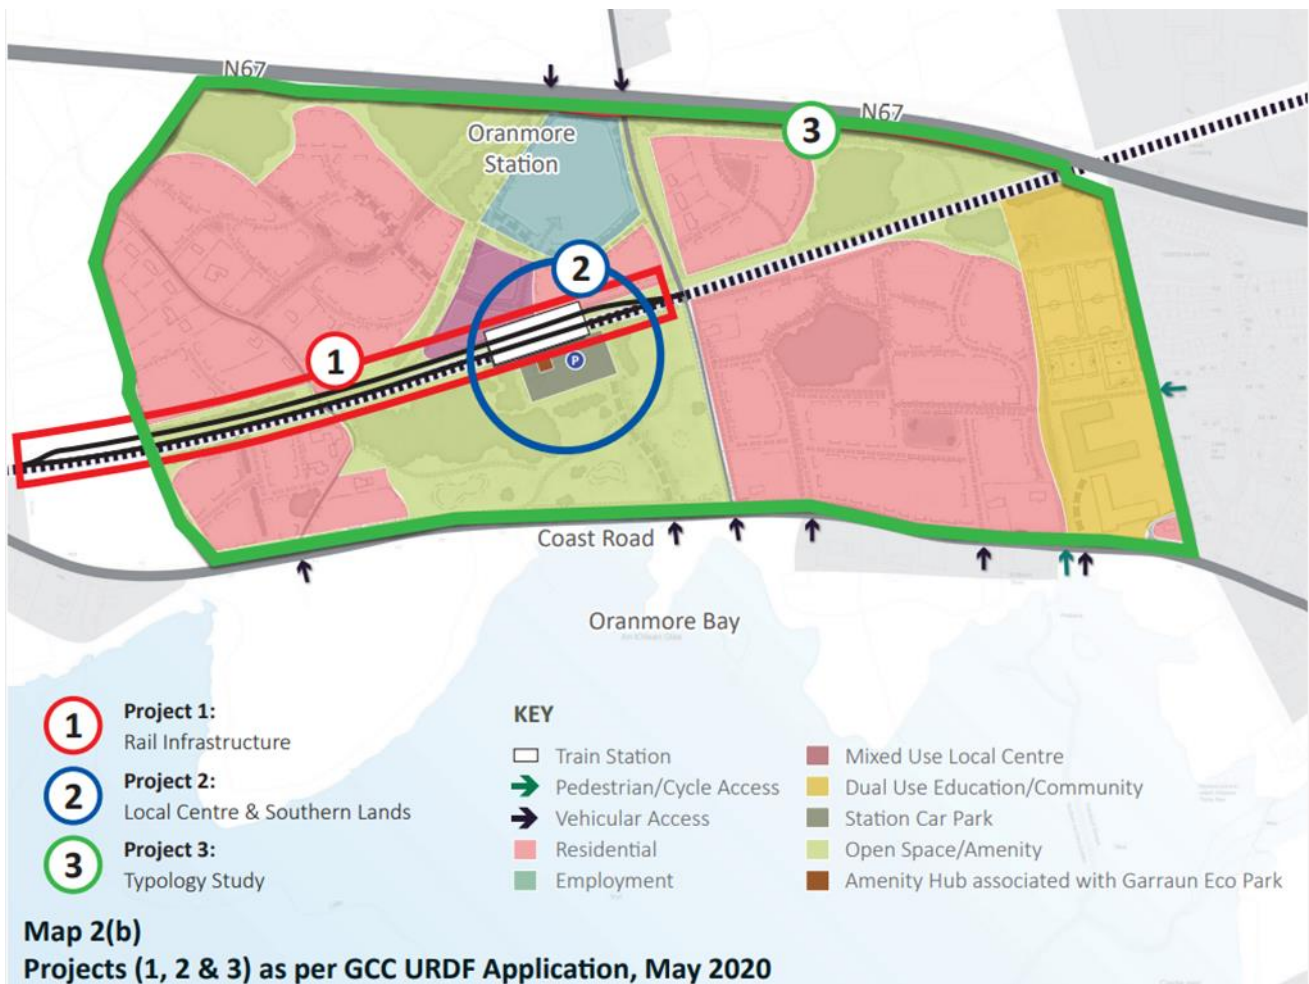 N67
N67
3
Oranmore
Station
2
1
P
Coast Road
Oranmore Bay
1
Project 1:
Rail Infrastructure
2
Project 2:
Local Centre & Southern Lands
3
Project 3:
Typology Study
KEY
Train Station
Pedestrian/Cycle Access
Vehicular Access
Residential
Employment
Mixed Use Local Centre
Dual Use Education/Community
Station Car Park
Open Space/Amenity
Amenity Hub associated with Garraun Eco Park
Map 2(b)
Projects (1, 2 & 3) as per GCC URDF Application, May 2020